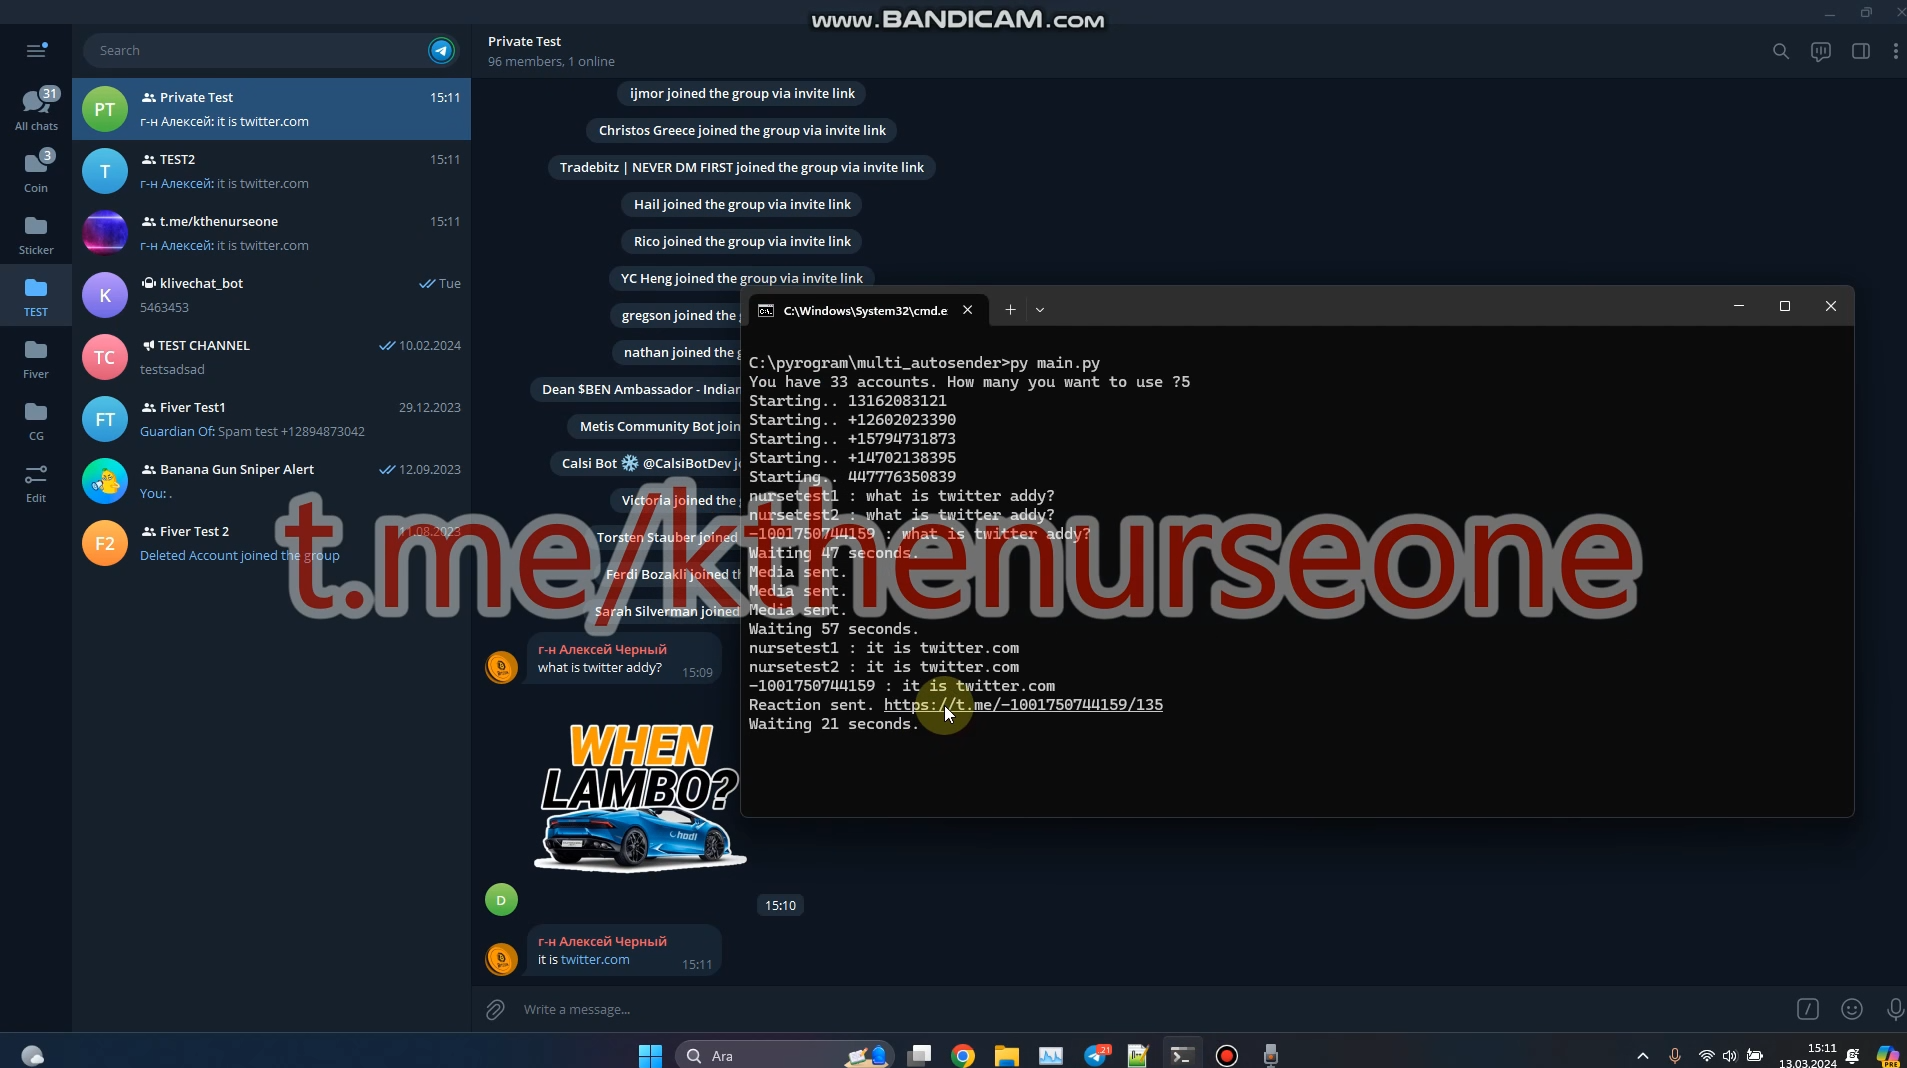 www.BANDICAM.com
Search
Private Test
96 members, 1 online
31
All chats
3
Coin
Sticker
TEST
Fiver
CG
Edit
PT
Private Test
15:11
г-н Алексей: it is twitter.com
T
TEST2
15:11
г-н Алексей: it is twitter.com
t.me/kthenurseone
15:11
г-н Алексей: it is twitter.com
K
klivechat_bot
Tue
5463453
TC
TEST CHANNEL
10.02.2024
testsadsad
FT
Fiver Test1
29.12.2023
Guardian Of: Spam test +12894873042
Banana Gun Sniper Alert
12.09.2023
You: .
F2
Fiver Test 2
11.08.2023
Deleted Account joined the group
ijmor joined the group via invite link
Christos Greece joined the group via invite link
Tradebitz | NEVER DM FIRST joined the group via invite link
Hail joined the group via invite link
Rico joined the group via invite link
YC Heng joined the group via invite link
gregson joined the
nathan joined the
Dean $BEN Ambassador - Indian
Metis Community Bot join
Calsi Bot ❄️ @CalsiBotDev
Victoria joined the
Torsten Stauber joined
Ferdi Bozakli joined
Sarah Silverman joined
г-н Алексей Черный
what is twitter addy?
15:09
WHEN
LAMBO?
hodl
D
15:10
г-н Алексей Черный
it is twitter.com
15:11
Write a message...
C:\Windows\System32\cmd.e
C:\pyrogram\multi_autosender>py main.py
You have 33 accounts. How many you want to use ?5
Starting.. 13162083121
Starting.. +12602023390
Starting.. +15794731873
Starting.. +14702138395
Starting.. 447776350839
nursetest1 : what is twitter addy?
nursetest2 : what is twitter addy?
-1001750744159 : what is twitter addy?
Waiting 47 seconds.
Media sent.
Media sent.
Media sent.
Waiting 57 seconds.
nursetest1 : it is twitter.com
nursetest2 : it is twitter.com
-1001750744159 : it is twitter.com
Reaction sent. https://t.me/-1001750744159/135
Waiting 21 seconds.
t.me/kthenurseone
Ara
21
15:11
13.03.2024
PRE